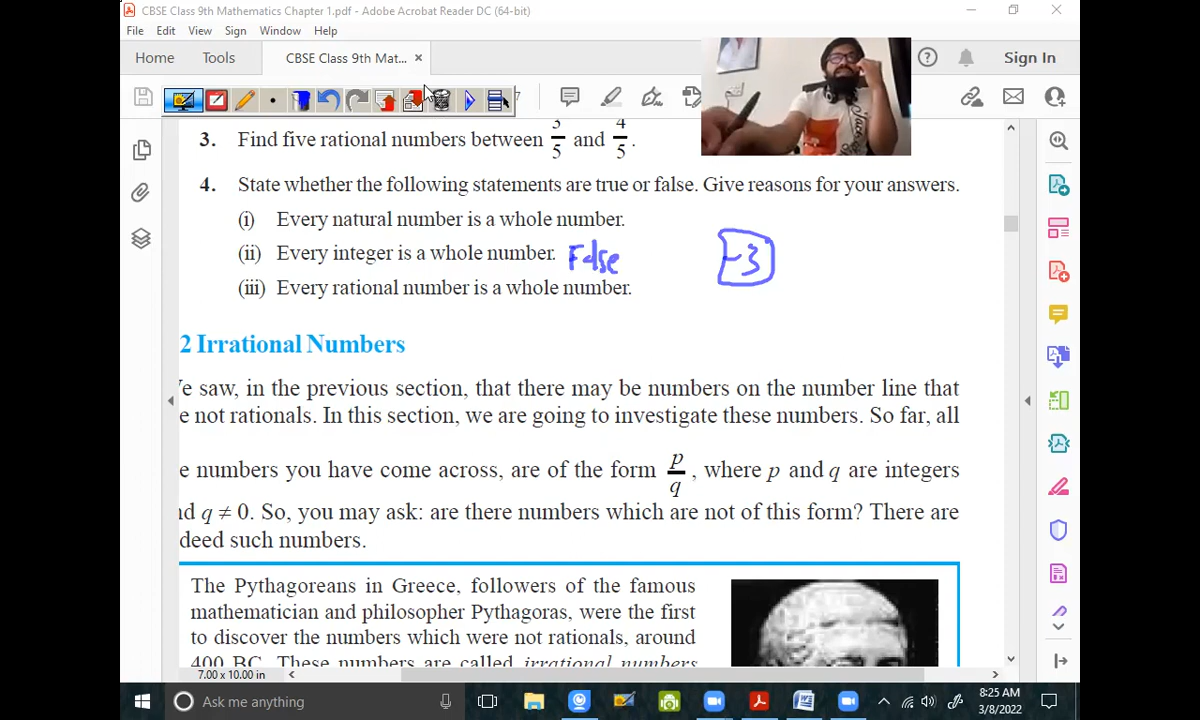 CBSE Class 9th Mathematics Chapter 1.pdf - Adobe Acrobat Reader DC (64-bit)
File Edit View Sign Window Help
Home Tools CBSE Class 9th Mat... × Sign In
7
3. Find five rational numbers between 3/5 and 4/5.
4. State whether the following statements are true or false. Give reasons for your answers.
(i) Every natural number is a whole number.
(ii) Every integer is a whole number. False -3
(iii) Every rational number is a whole number.
2 Irrational Numbers
e saw, in the previous section, that there may be numbers on the number line that
e not rationals. In this section, we are going to investigate these numbers. So far, all
e numbers you have come across, are of the form p/q, where p and q are integers
nd q ≠ 0. So, you may ask: are there numbers which are not of this form? There are
deed such numbers.
The Pythagoreans in Greece, followers of the famous
mathematician and philosopher Pythagoras, were the first
to discover the numbers which were not rationals, around
400 BC. These numbers are called irrational numbers
7.00 x 10.00 in
Ask me anything
8:25 AM
3/8/2022